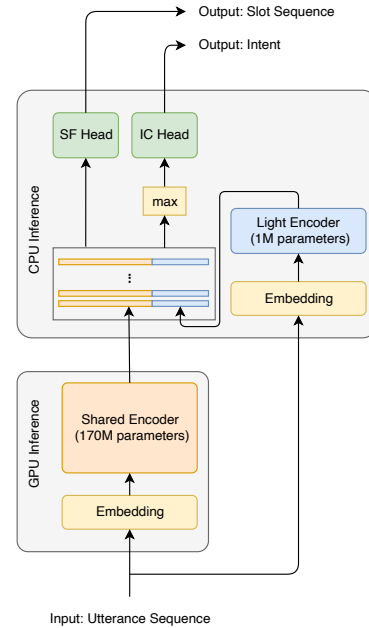 Output: Slot Sequence
Output: Intent
SF Head
IC Head
max
Light Encoder
(1M parameters)
Embedding
CPU Inference
...
Shared Encoder
(170M parameters)
Embedding
GPU Inference
Input: Utterance Sequence